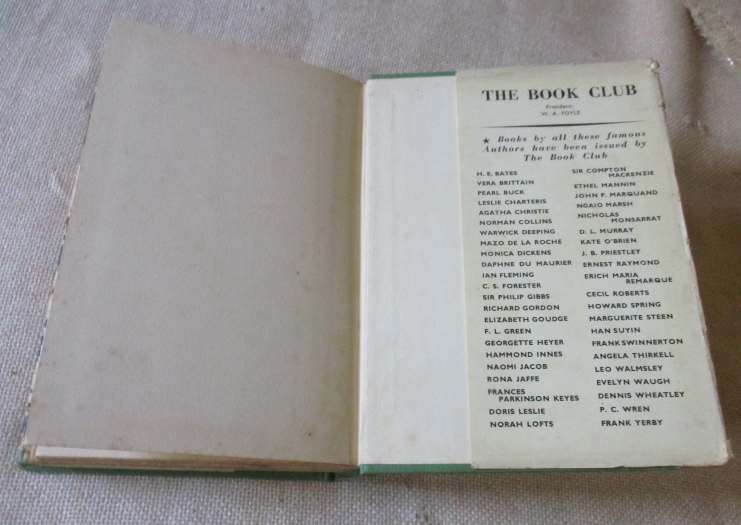 THE BOOK CLUB
President:
W. A. FOYLE
★ Books by all these famous
Authors have been issued by
The Book Club
H. E. BATES
VERA BRITTAIN
PEARL BUCK
LESLIE CHARTERIS
AGATHA CHRISTIE
NORMAN COLLINS
WARWICK DEEPING
MAZO DE LA ROCHE
MONICA DICKENS
DAPHNE DU MAURIER
IAN FLEMING
C. S. FORESTER
SIR PHILIP GIBBS
RICHARD GORDON
ELIZABETH GOUDGE
F. L. GREEN
GEORGETTE HEYER
HAMMOND INNES
NAOMI JACOB
RONA JAFFE
FRANCES
PARKINSON KEYES
DORIS LESLIE
NORAH LOFTS
SIR COMPTON
MACKENZIE
ETHEL MANNIN
JOHN P. MARQUAND
NGAIO MARSH
NICHOLAS
MONSARRAT
D. L. MURRAY
KATE O'BRIEN
J. B. PRIESTLEY
ERNEST RAYMOND
ERICH MARIA
REMARQUE
CECIL ROBERTS
HOWARD SPRING
MARGUERITE STEEN
HAN SUYIN
FRANK SWINNERTON
ANGELA THIRKELL
LEO WALMSLEY
EVELYN WAUGH
DENNIS WHEATLEY
P. C. WREN
FRANK YERBY